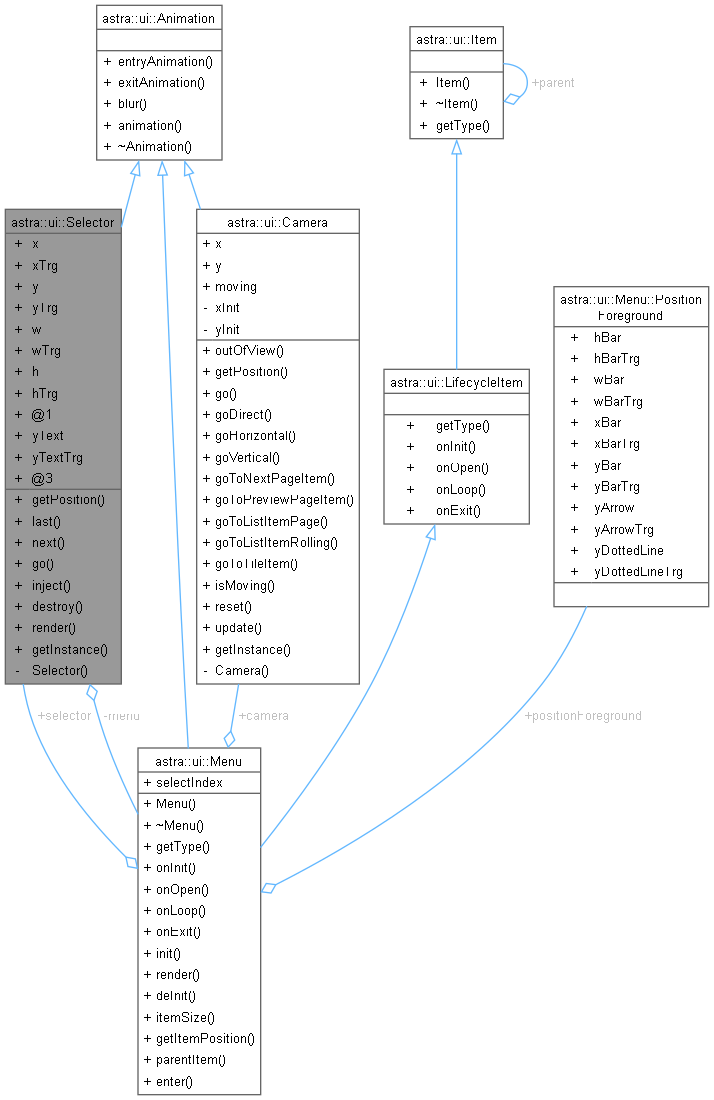 astra::ui::Animation
+ entryAnimation()
+ exitAnimation()
+ blur()
+ animation()
+ ~Animation()
astra::ui::Item
+ Item()
+ ~Item()
+ getType()
+parent
astra::ui::Selector
+ x
+ xTrg
+ y
+ yTrg
+ w
+ wTrg
+ h
+ hTrg
+ @1
+ yText
+ yTextTrg
+ @3
+ getPosition()
+ last()
+ next()
+ go()
+ inject()
+ destroy()
+ render()
+ getInstance()
- Selector()
astra::ui::Camera
+ x
+ y
+ moving
- xInit
- yInit
+ outOfView()
+ getPosition()
+ go()
+ goDirect()
+ goHorizontal()
+ goVertical()
+ goToNextPageItem()
+ goToPreviewPageItem()
+ goToListItemPage()
+ goToListItemRolling()
+ goToTileItem()
+ isMoving()
+ reset()
+ update()
+ getInstance()
- Camera()
astra::ui::LifecycleItem
+ getType()
+ onInit()
+ onOpen()
+ onLoop()
+ onExit()
astra::ui::Menu::Position
Foreground
+ hBar
+ hBarTrg
+ wBar
+ wBarTrg
+ xBar
+ xBarTrg
+ yBar
+ yBarTrg
+ yArrow
+ yArrowTrg
+ yDottedLine
+ yDottedLineTrg
+selector
-menu
+camera
+positionForeground
astra::ui::Menu
+ selectIndex
+ Menu()
+ ~Menu()
+ getType()
+ onInit()
+ onOpen()
+ onLoop()
+ onExit()
+ init()
+ render()
+ deInit()
+ itemSize()
+ getItemPosition()
+ parentItem()
+ enter()